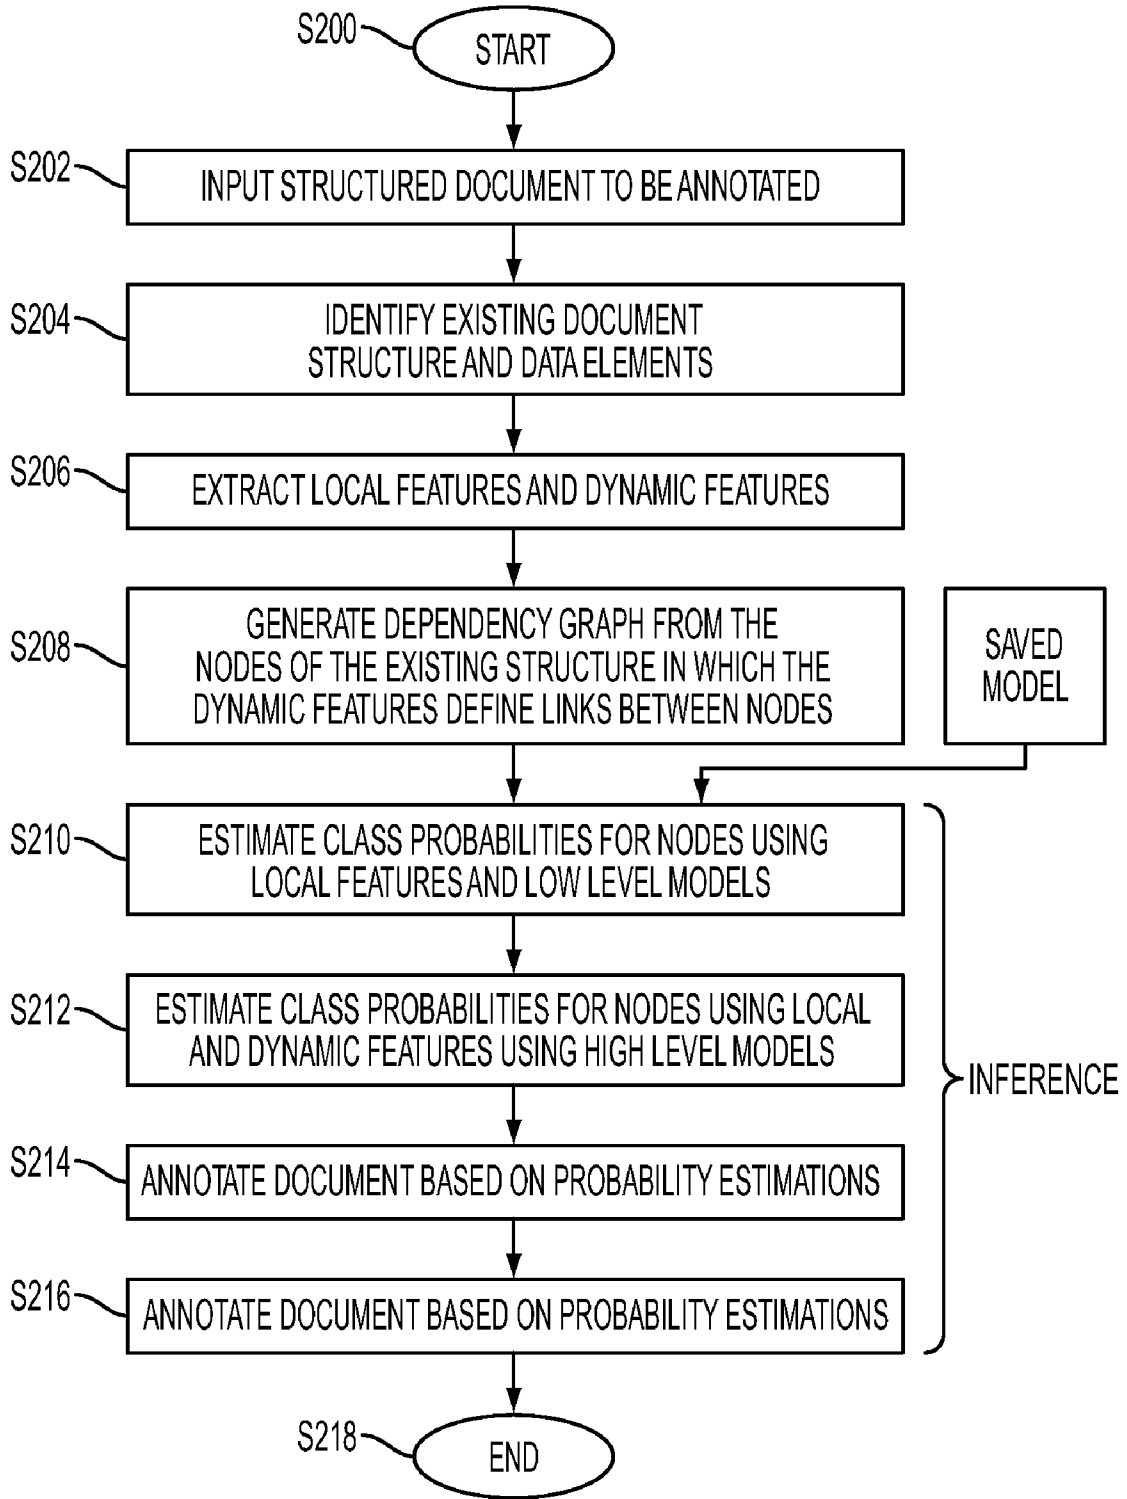 S200
START
S202
INPUT STRUCTURED DOCUMENT TO BE ANNOTATED
S204
IDENTIFY EXISTING DOCUMENT
STRUCTURE AND DATA ELEMENTS
S206
EXTRACT LOCAL FEATURES AND DYNAMIC FEATURES
S208
GENERATE DEPENDENCY GRAPH FROM THE
NODES OF THE EXISTING STRUCTURE IN WHICH THE
DYNAMIC FEATURES DEFINE LINKS BETWEEN NODES
SAVED
MODEL
S210
ESTIMATE CLASS PROBABILITIES FOR NODES USING
LOCAL FEATURES AND LOW LEVEL MODELS
S212
ESTIMATE CLASS PROBABILITIES FOR NODES USING LOCAL
AND DYNAMIC FEATURES USING HIGH LEVEL MODELS
INFERENCE
S214
ANNOTATE DOCUMENT BASED ON PROBABILITY ESTIMATIONS
S216
ANNOTATE DOCUMENT BASED ON PROBABILITY ESTIMATIONS
S218
END